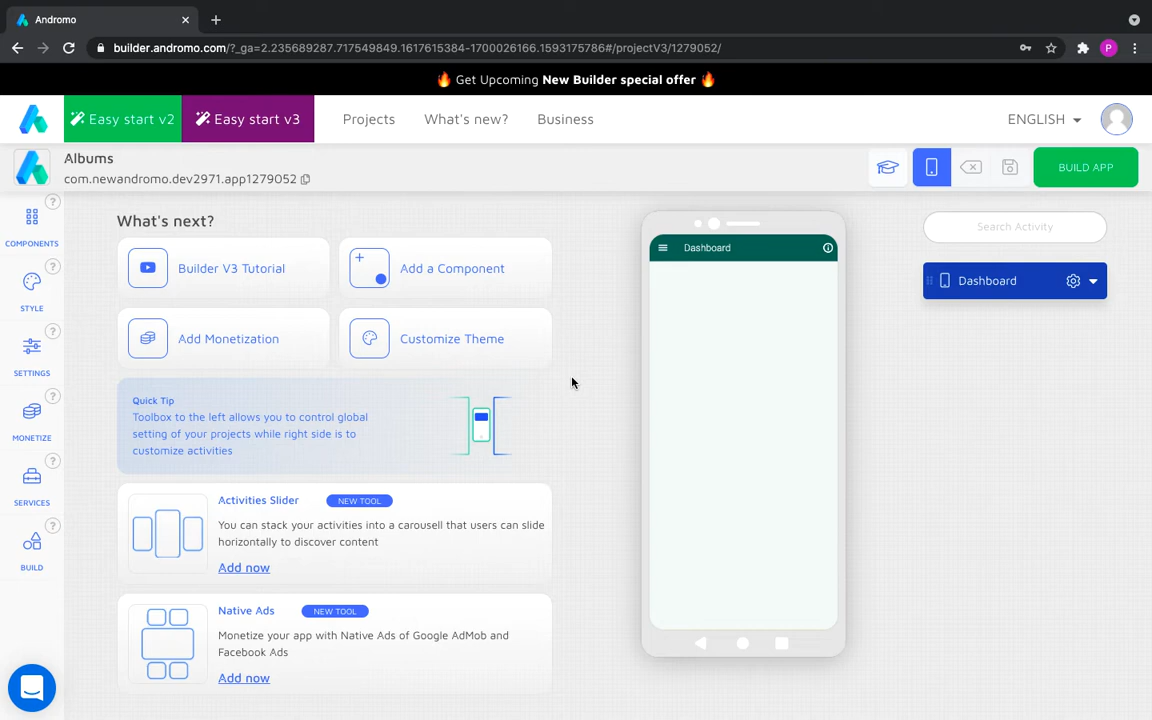 Andromo
builder.andromo.com/?_ga=2.235689287.717549849.1617615384-1700026166.1593175786#/projectV3/1279052/
P
🔥 Get Upcoming New Builder special offer 🔥
Easy start v2
Easy start v3
Projects
What's new?
Business
ENGLISH
Albums
com.newandromo.dev2971.app1279052
BUILD APP
COMPONENTS
?
STYLE
?
SETTINGS
?
MONETIZE
?
SERVICES
?
BUILD
?
What's next?
Builder V3 Tutorial
Add a Component
Add Monetization
Customize Theme
Quick Tip
Toolbox to the left allows you to control global
setting of your projects while right side is to
customize activities
Activities Slider NEW TOOL
You can stack your activities into a carousell that users can slide
horizontally to discover content
Add now
Native Ads NEW TOOL
Monetize your app with Native Ads of Google AdMob and
Facebook Ads
Add now
Dashboard
Search Activity
Dashboard